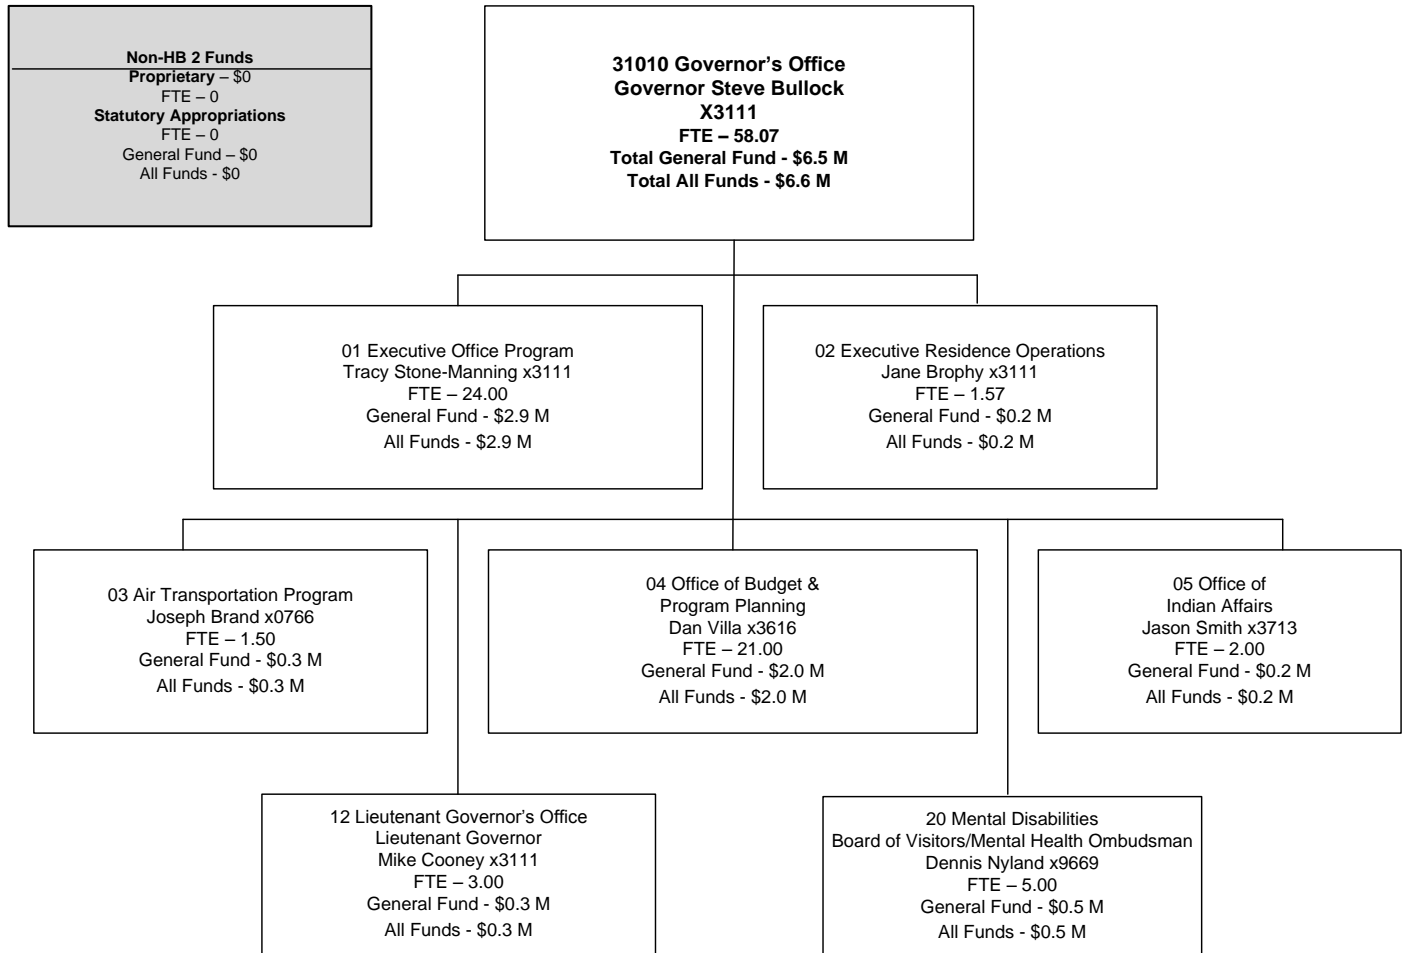 Non-HB 2 Funds
Proprietary – $0
FTE – 0
Statutory Appropriations
FTE – 0
General Fund – $0
All Funds - $0
31010 Governor’s Office
Governor Steve Bullock
X3111
FTE – 58.07
Total General Fund - $6.5 M
Total All Funds - $6.6 M
01 Executive Office Program
Tracy Stone-Manning x3111
FTE – 24.00
General Fund - $2.9 M
All Funds - $2.9 M
02 Executive Residence Operations
Jane Brophy x3111
FTE – 1.57
General Fund - $0.2 M
All Funds - $0.2 M
03 Air Transportation Program
Joseph Brand x0766
FTE – 1.50
General Fund - $0.3 M
All Funds - $0.3 M
04 Office of Budget &
Program Planning
Dan Villa x3616
FTE – 21.00
General Fund - $2.0 M
All Funds - $2.0 M
05 Office of
Indian Affairs
Jason Smith x3713
FTE – 2.00
General Fund - $0.2 M
All Funds - $0.2 M
12 Lieutenant Governor’s Office
Lieutenant Governor
Mike Cooney x3111
FTE – 3.00
General Fund - $0.3 M
All Funds - $0.3 M
20 Mental Disabilities
Board of Visitors/Mental Health Ombudsman
Dennis Nyland x9669
FTE – 5.00
General Fund - $0.5 M
All Funds - $0.5 M